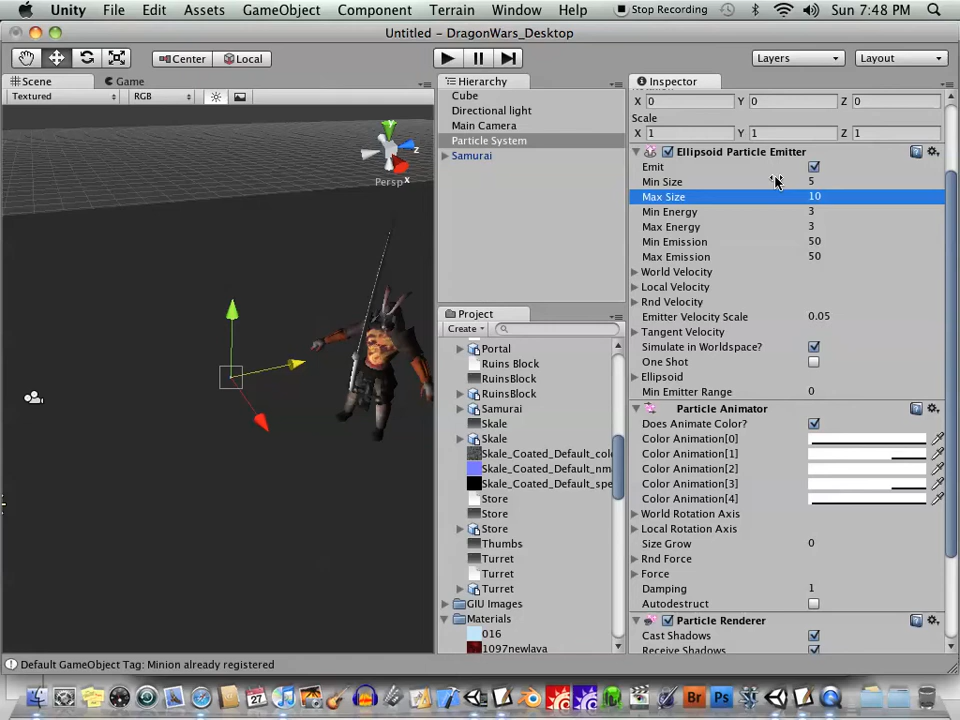 Unity File Edit Assets GameObject Component Terrain Window Help Stop Recording Sun 7:48 PM
Untitled - DragonWars_Desktop
Center Local Layers Layout
Scene Game
Textured RGB
y
z
x
Persp
Hierarchy
Cube
Directional light
Main Camera
Particle System
Samurai
Project
Create
Portal
Ruins Block
RuinsBlock
RuinsBlock
Samurai
Skale
Skale
Skale_Coated_Default_col
Skale_Coated_Default_nm
Skale_Coated_Default_spe
Store
Store
Store
Thumbs
Turret
Turret
Turret
GIU Images
Materials
016
1097newlava
Inspector
X 0 Y 0 Z 0
Scale
X 1 Y 1 Z 1
Ellipsoid Particle Emitter
Emit
Min Size 5
Max Size 10
Min Energy 3
Max Energy 3
Min Emission 50
Max Emission 50
World Velocity
Local Velocity
Rnd Velocity
Emitter Velocity Scale 0.05
Tangent Velocity
Simulate in Worldspace?
One Shot
Ellipsoid
Min Emitter Range 0
Particle Animator
Does Animate Color?
Color Animation[0]
Color Animation[1]
Color Animation[2]
Color Animation[3]
Color Animation[4]
World Rotation Axis
Local Rotation Axis
Size Grow 0
Rnd Force
Force
Damping 1
Autodestruct
Particle Renderer
Cast Shadows
Receive Shadows
Default GameObject Tag: Minion already registered
27
Br Ps